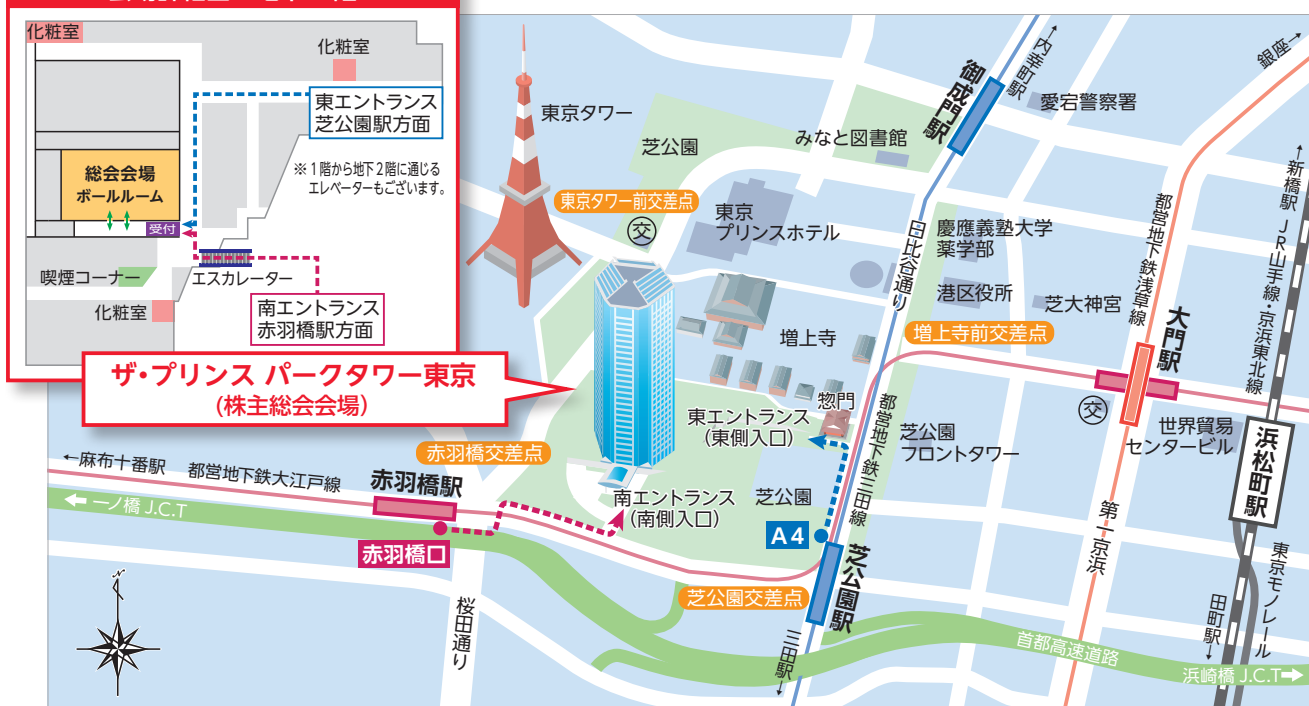 化粧室
化粧室
東エントランス
芝公園駅方面
※1階から地下2階に通じる
エレベーターもございます。
総会会場
ボールルーム
受付
喫煙コーナー
エスカレーター
化粧室
南エントランス
赤羽橋駅方面
ザ・プリンス パークタワー東京
(株主総会会場)
東京タワー
芝公園
みなと図書館
御成門駅
←内幸町駅
愛宕警察署
銀座→
東京タワー前交差点
交
東京
プリンスホテル
日比谷通り
慶應義塾大学
薬学部
港区役所
芝大神宮
都営地下鉄浅草線
←新橋駅 JR山手線・京浜東北線
増上寺
増上寺前交差点
大門駅
惣門
東エントランス
(東側入口)
都営地下鉄三田線
芝公園
フロントタワー
交
世界貿易
センタービル
浜松町駅
赤羽橋交差点
←麻布十番駅
都営地下鉄大江戸線
赤羽橋駅
南エントランス
(南側入口)
芝公園
A4
第一京浜
←一ノ橋 J.C.T
赤羽橋口
芝公園駅
芝公園交差点
東京モノレール
田町駅→
N
桜田通り
三田駅→
首都高速道路
浜崎橋 J.C.T→